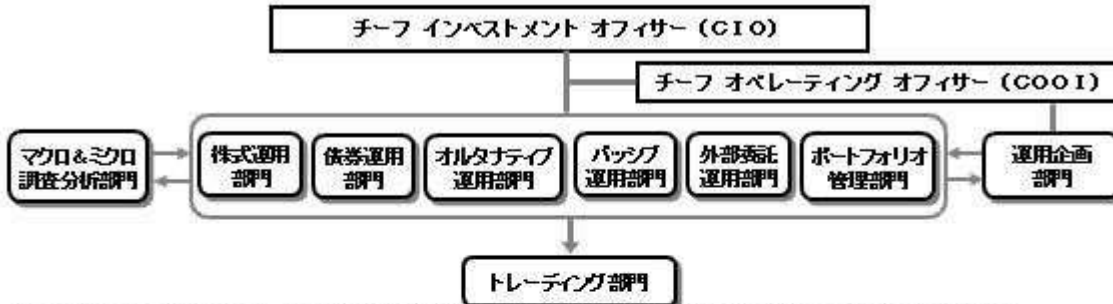 チーフ インベストメント オフィサー (CIO)
チーフ オペレーティング オフィサー (COOI)
マクロ&ミクロ
調査分析部門
株式運用
部門
債券運用
部門
オルタナティブ
運用部門
パッシブ
運用部門
外部委託
運用部門
ポートフォリオ
管理部門
運用企画
部門
トレーディング部門